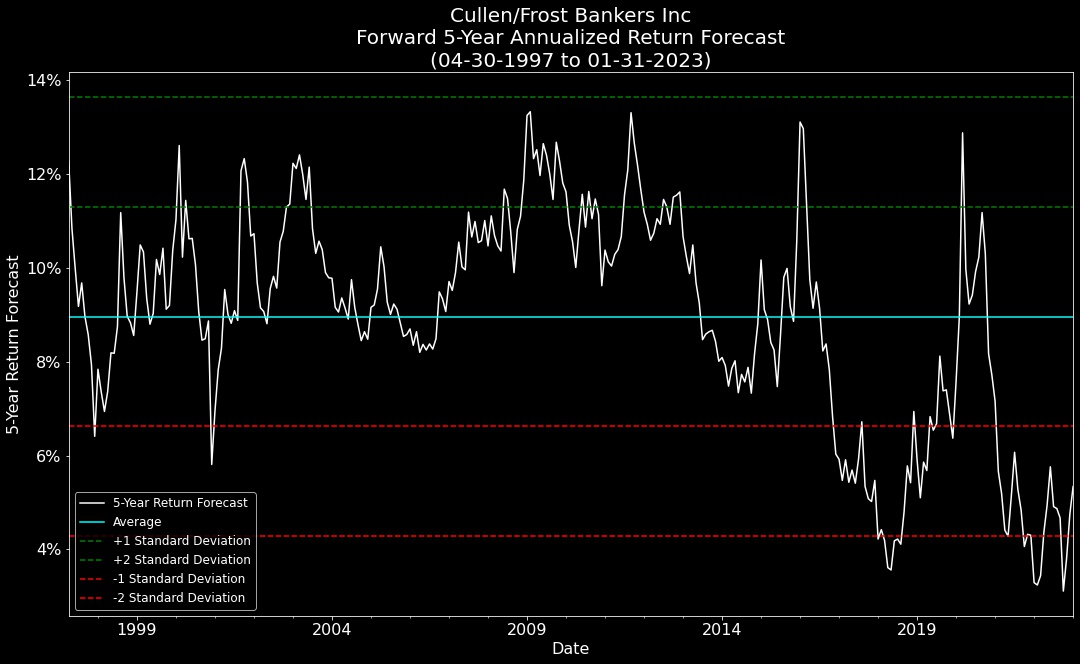 Cullen/Frost Bankers Inc
Forward 5-Year Annualized Return Forecast
(04-30-1997 to 01-31-2023)
14%
12%
10%
8%
6%
4%
5-Year Return Forecast
5-Year Return Forecast
Average
+1 Standard Deviation
+2 Standard Deviation
-1 Standard Deviation
-2 Standard Deviation
1999 2004 2009 2014 2019
Date